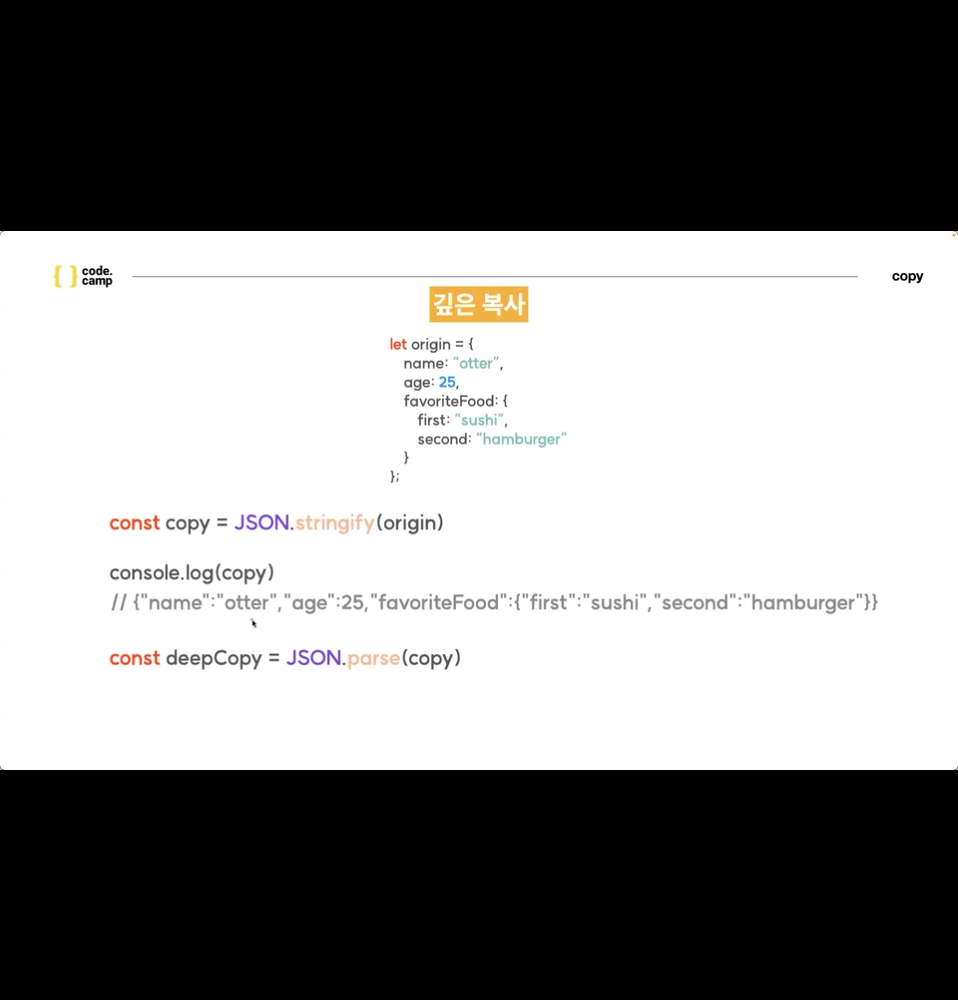 { } code.
camp
copy
깊은 복사
let origin = {
name: “otter”,
age: 25,
favoriteFood: {
first: “sushi”,
second: “hamburger”
}
};
const copy = JSON.stringify(origin)
console.log(copy)
// {"name":"otter","age":25,"favoriteFood":{"first":"sushi","second":"hamburger"}}
const deepCopy = JSON.parse(copy)